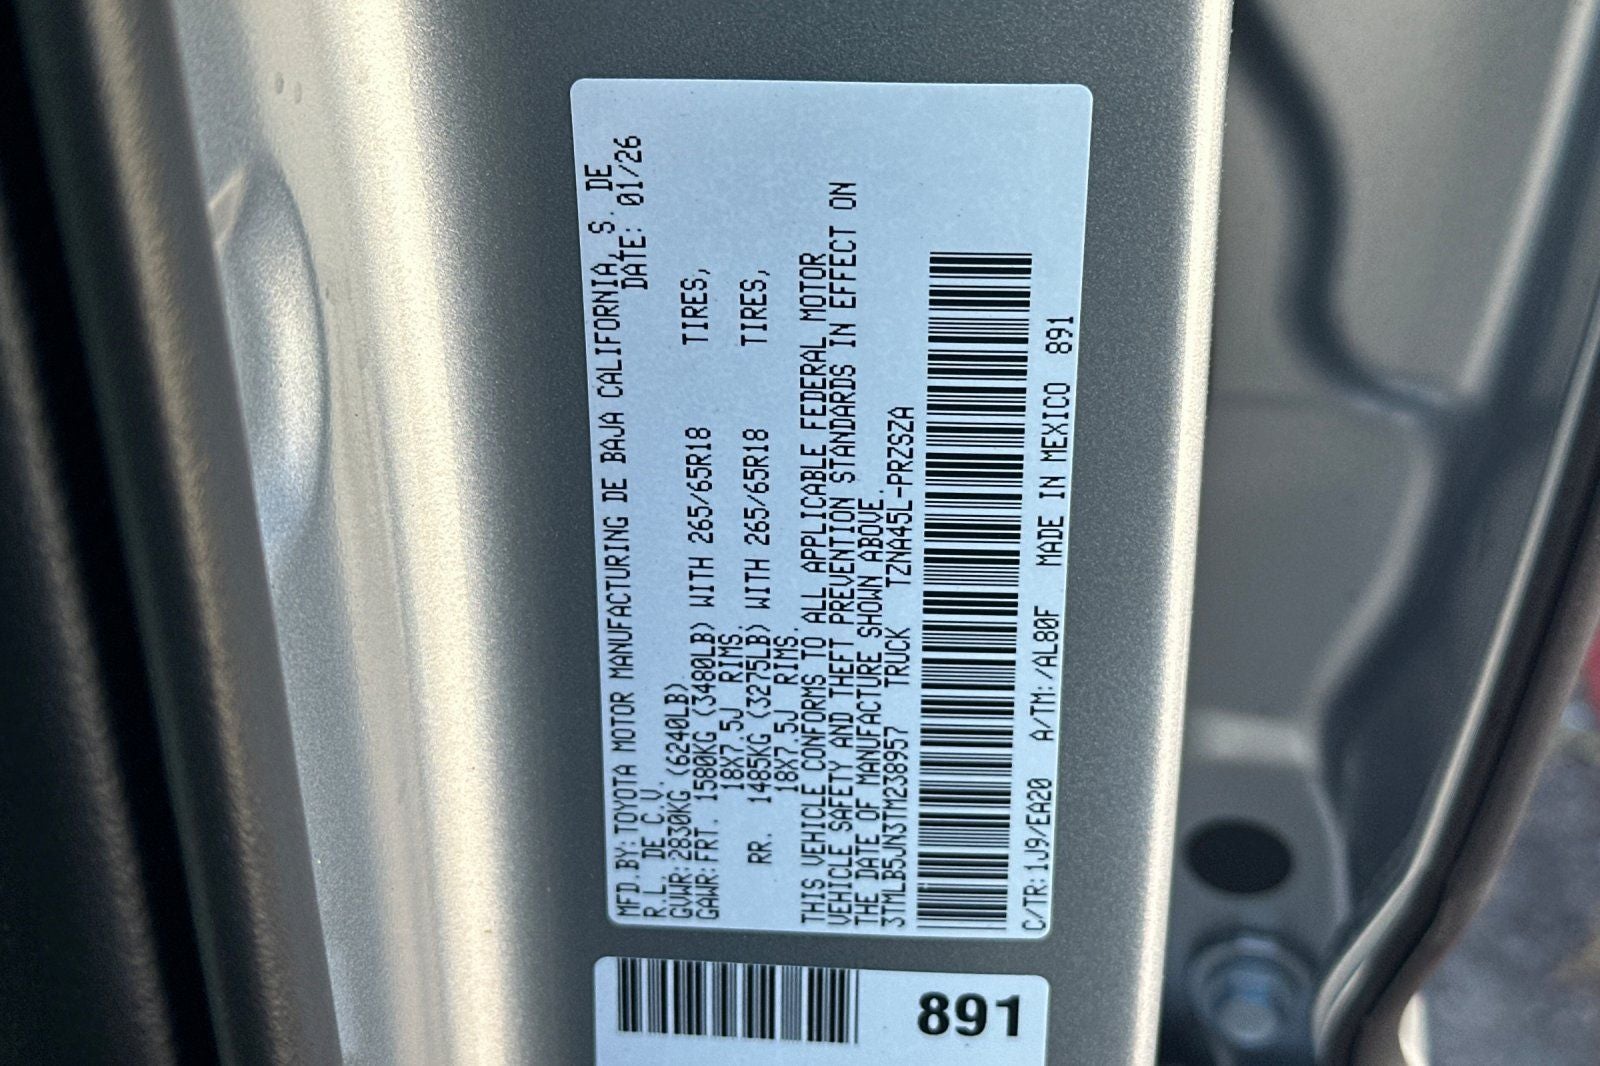 MFD.BY:TOYOTA MOTOR MANUFACTURING DE BAJA CALIFORNIA, S. DE
R.L. DE C.V. DATE: 01/26
GVWR:2830KG (6240LB)
GAWR:FRT. 1580KG (3480LB) WITH 265/65R18 TIRES,
18X7.5J RIMS.
RR. 1485KG (3275LB) WITH 265/65R18 TIRES,
18X7.5J RIMS.
THIS VEHICLE CONFORMS TO ALL APPLICABLE FEDERAL MOTOR
VEHICLE SAFETY AND THEFT PREVENTION STANDARDS IN EFFECT ON
THE DATE OF MANUFACTURE SHOWN ABOVE.
3TMLB5JN3TM238957 TRUCK TZNA45L-PRZSZA
C/TR:1J9/EA20 A/TM:/AL80F MADE IN MEXICO 891
891